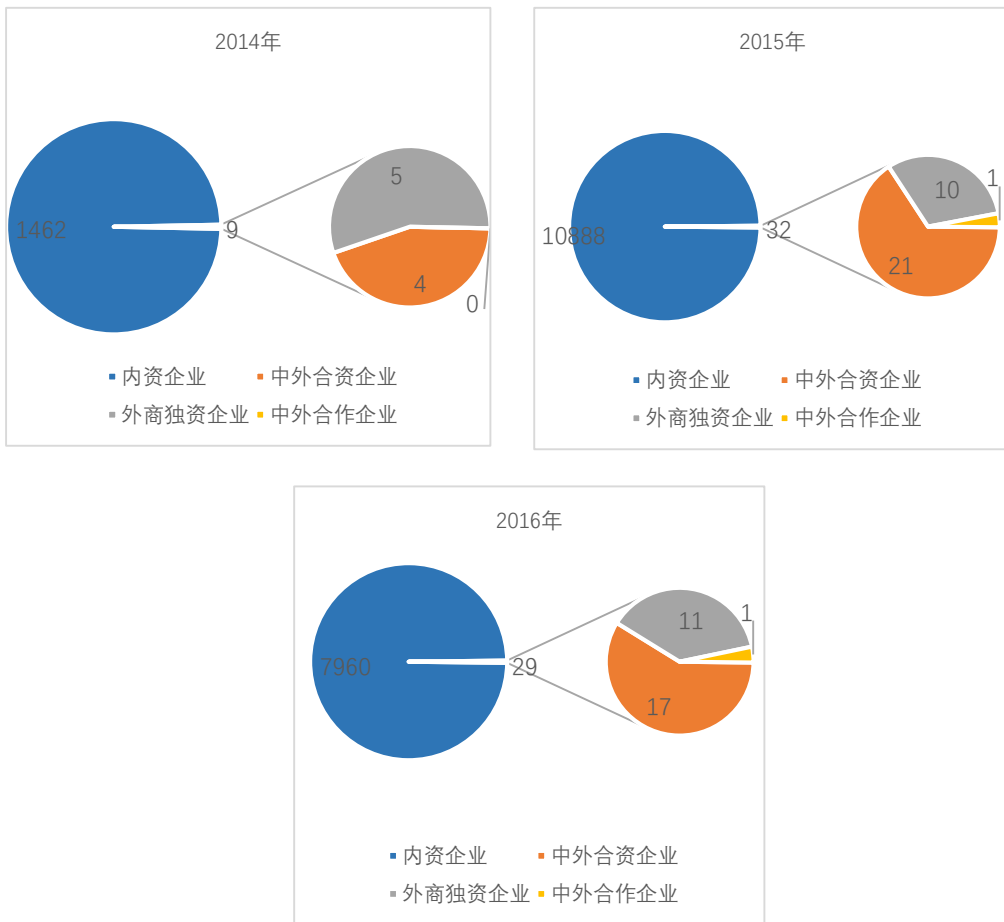 2014年
1462
9
5
4
0
内资企业 中外合资企业
外商独资企业 中外合作企业
2015年
10888
32
10
1
21
内资企业 中外合资企业
外商独资企业 中外合作企业
2016年
7960
29
11
1
17
内资企业 中外合资企业
外商独资企业 中外合作企业